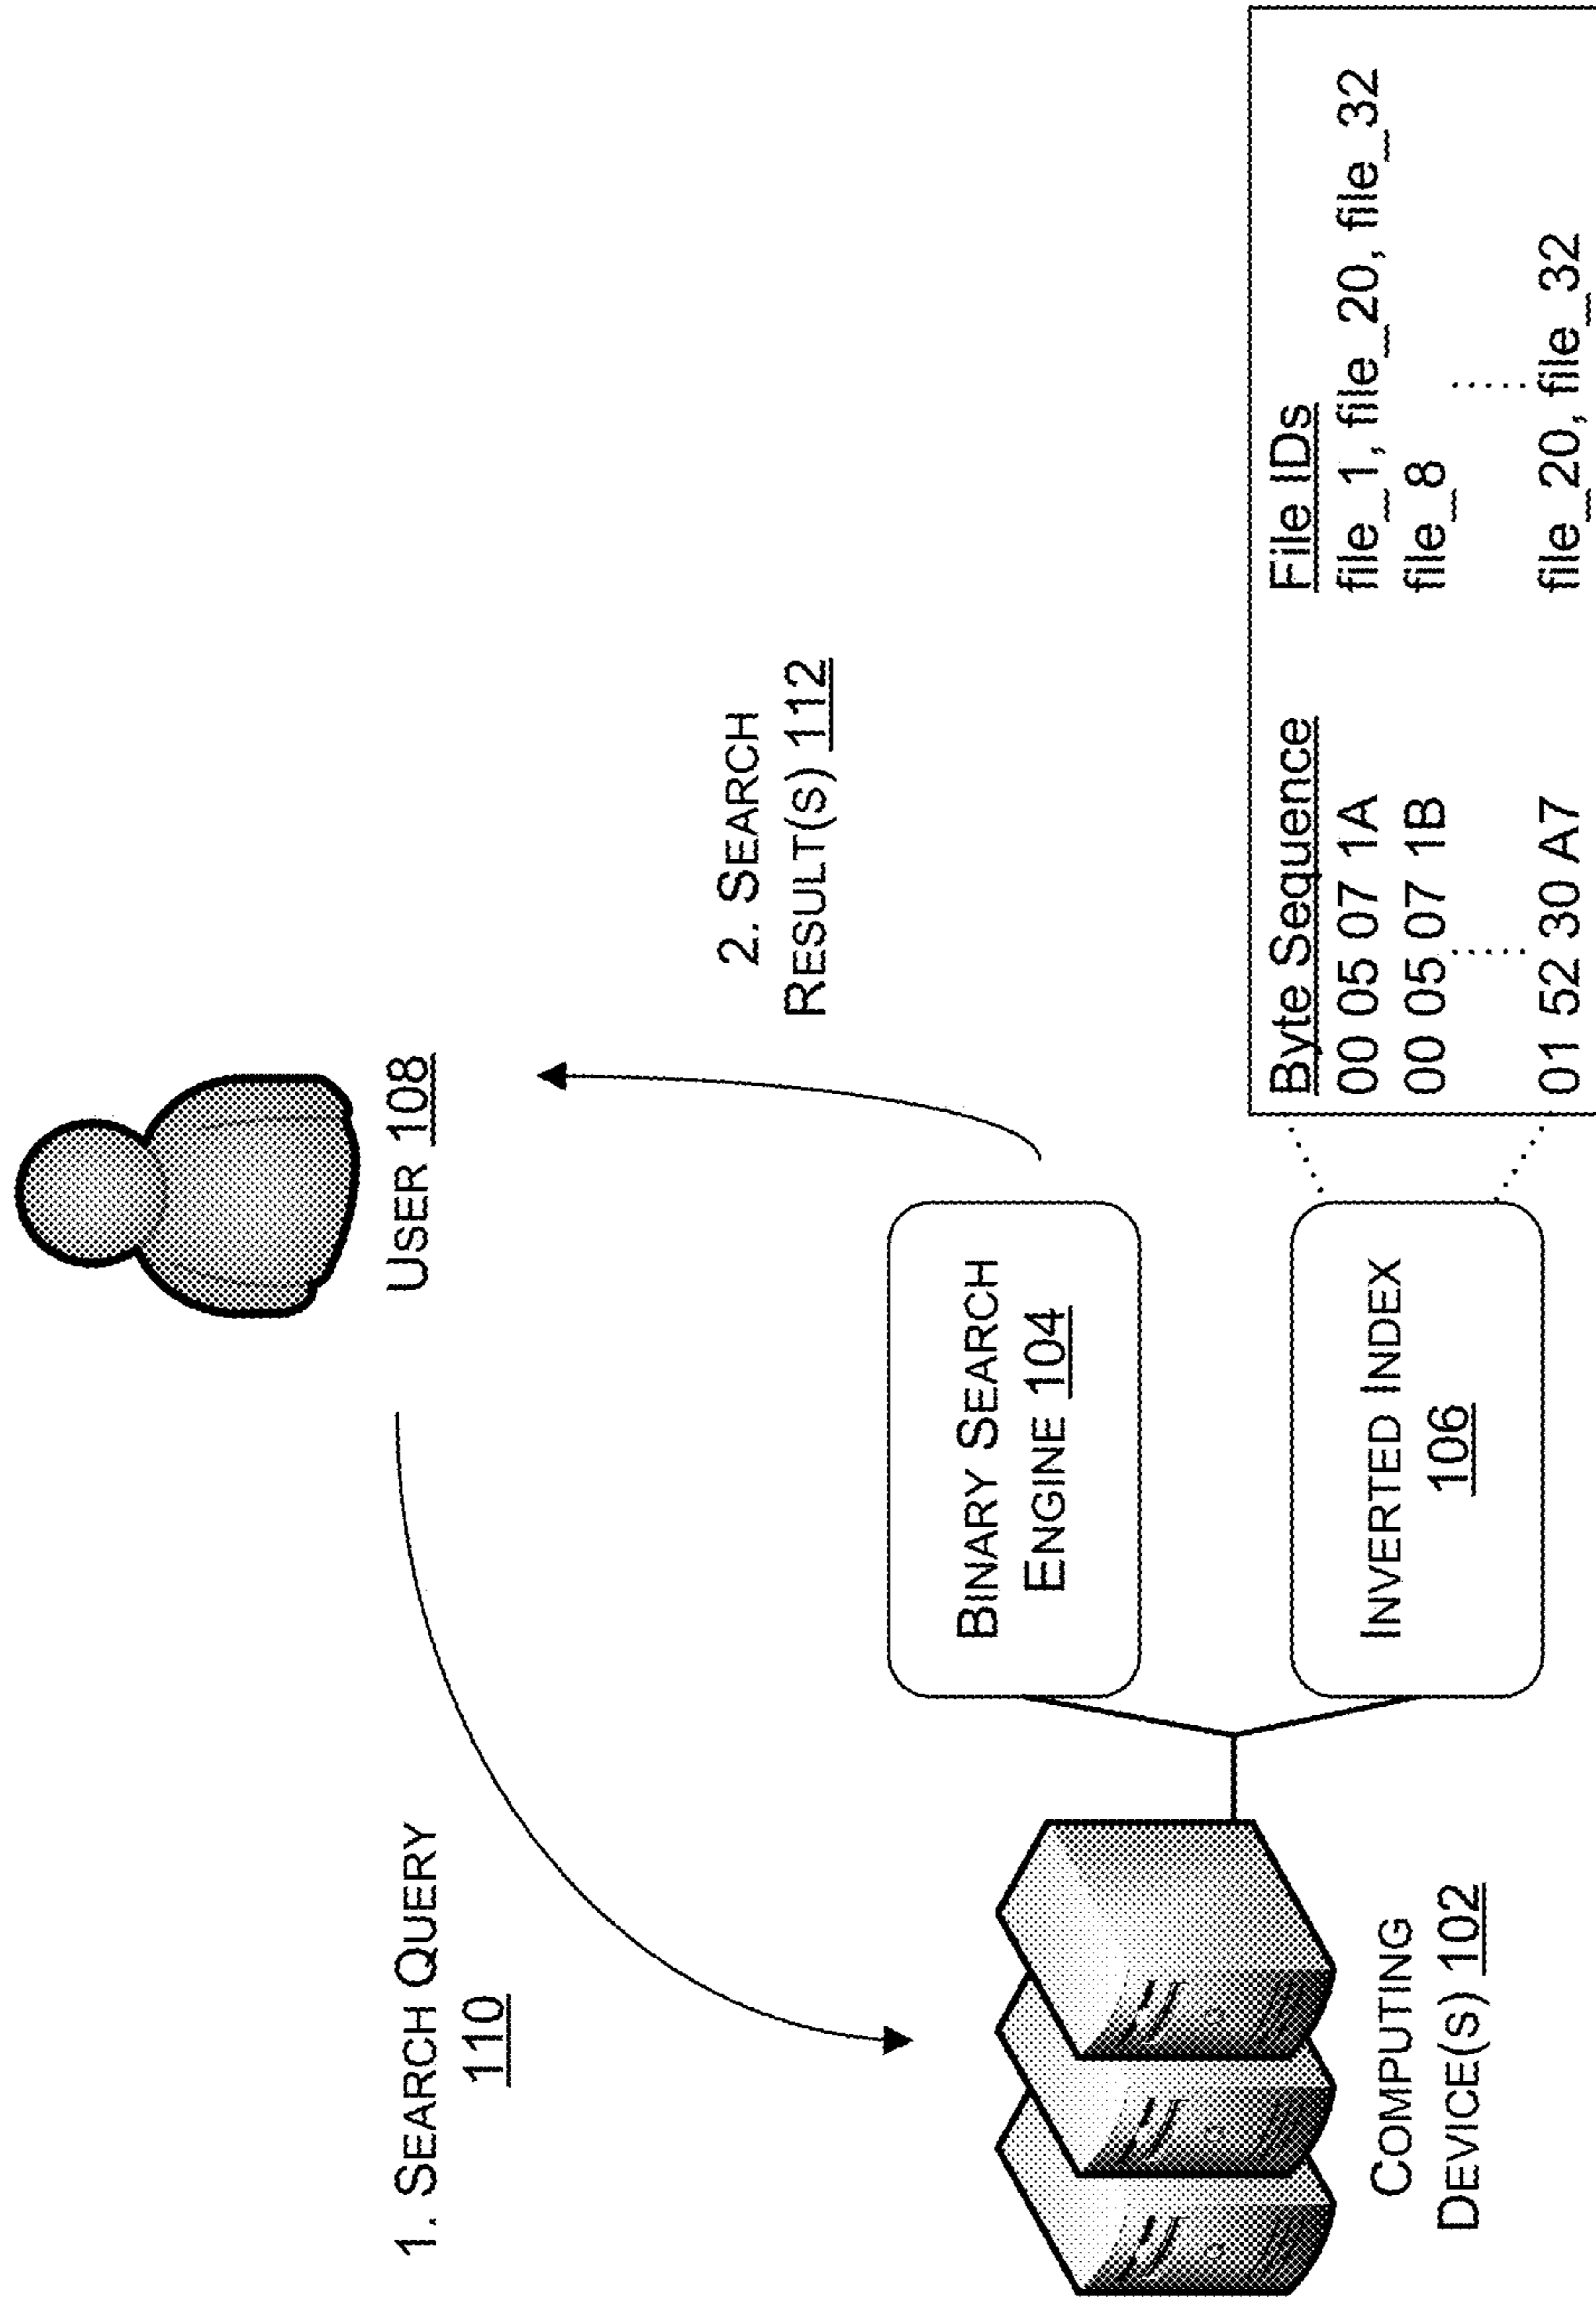 USER 108
1. SEARCH QUERY
110
2. SEARCH
RESULT(S) 112
BINARY SEARCH
ENGINE 104
COMPUTING
DEVICE(S) 102
INVERTED INDEX
106
Byte Sequence File IDs
00 05 07 1A file_1, file_20, file_32
00 05 07 1B file_8
01 52 30 A7 file_20, file_32